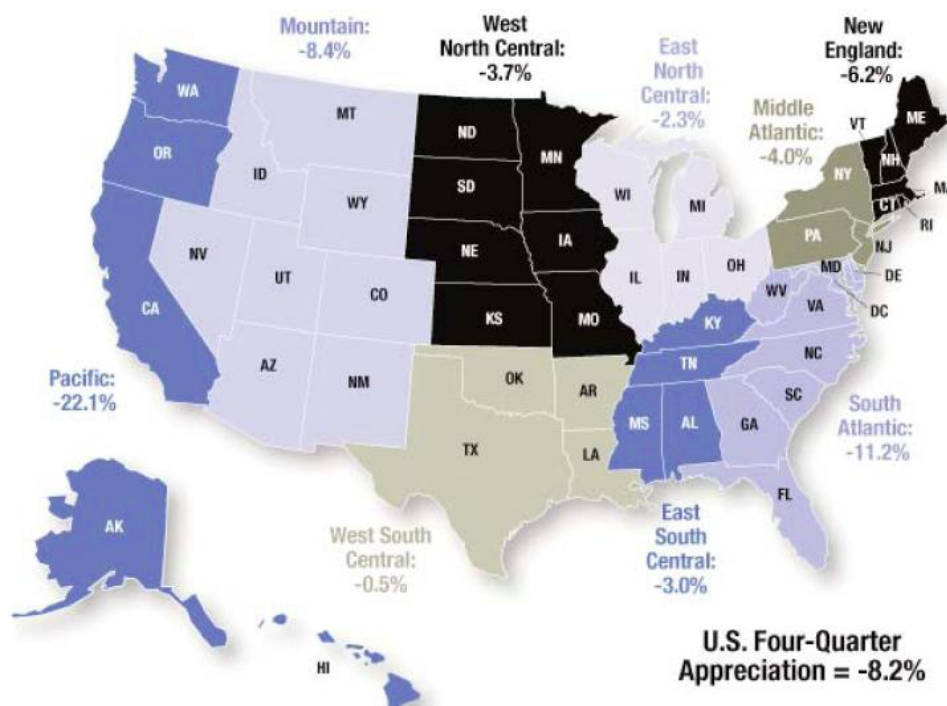 Mountain:
-8.4%
West
North Central:
-3.7%
East
North
Central:
-2.3%
New
England:
-6.2%
Middle
Atlantic:
-4.0%
WA
OR
CA
MT
ID
WY
NV
UT
CO
AZ
NM
ND
SD
NE
KS
MN
IA
MO
WI
MI
IL
IN
OH
VT
ME
NH
CT
RI
NY
PA
NJ
MD
DE
DC
WV
VA
KY
TN
NC
SC
GA
FL
MS
AL
OK
AR
TX
LA
Pacific:
-22.1%
South
Atlantic:
-11.2%
West South
Central:
-0.5%
East
South
Central:
-3.0%
AK
HI
U.S. Four-Quarter
Appreciation = -8.2%